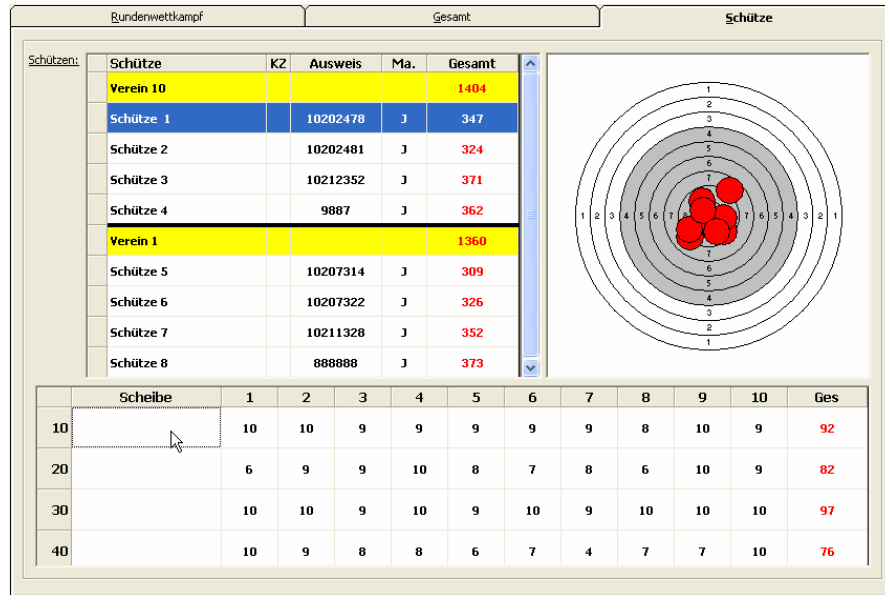 Rundenwettkampf Gesamt Schütze
Schützen:
Schütze KZ Ausweis Ma. Gesamt
Verein 10 1404
Schütze 1 10202478 J 347
Schütze 2 10202481 J 324
Schütze 3 10212352 J 371
Schütze 4 9887 J 362
Verein 1 1360
Schütze 5 10207314 J 309
Schütze 6 10207322 J 326
Schütze 7 10211328 J 352
Schütze 8 888888 J 373
1
2
3
4
5
6
7
1 2 3 4 5 6 7 8 7 6 5 4 3 2 1
7
6
5
4
3
2
1
Scheibe 1 2 3 4 5 6 7 8 9 10 Ges
10 10 10 9 9 9 9 9 8 10 9 92
20 6 9 9 10 8 7 8 6 10 9 82
30 10 10 9 10 9 10 9 10 10 10 97
40 10 9 8 8 6 7 4 7 7 10 76